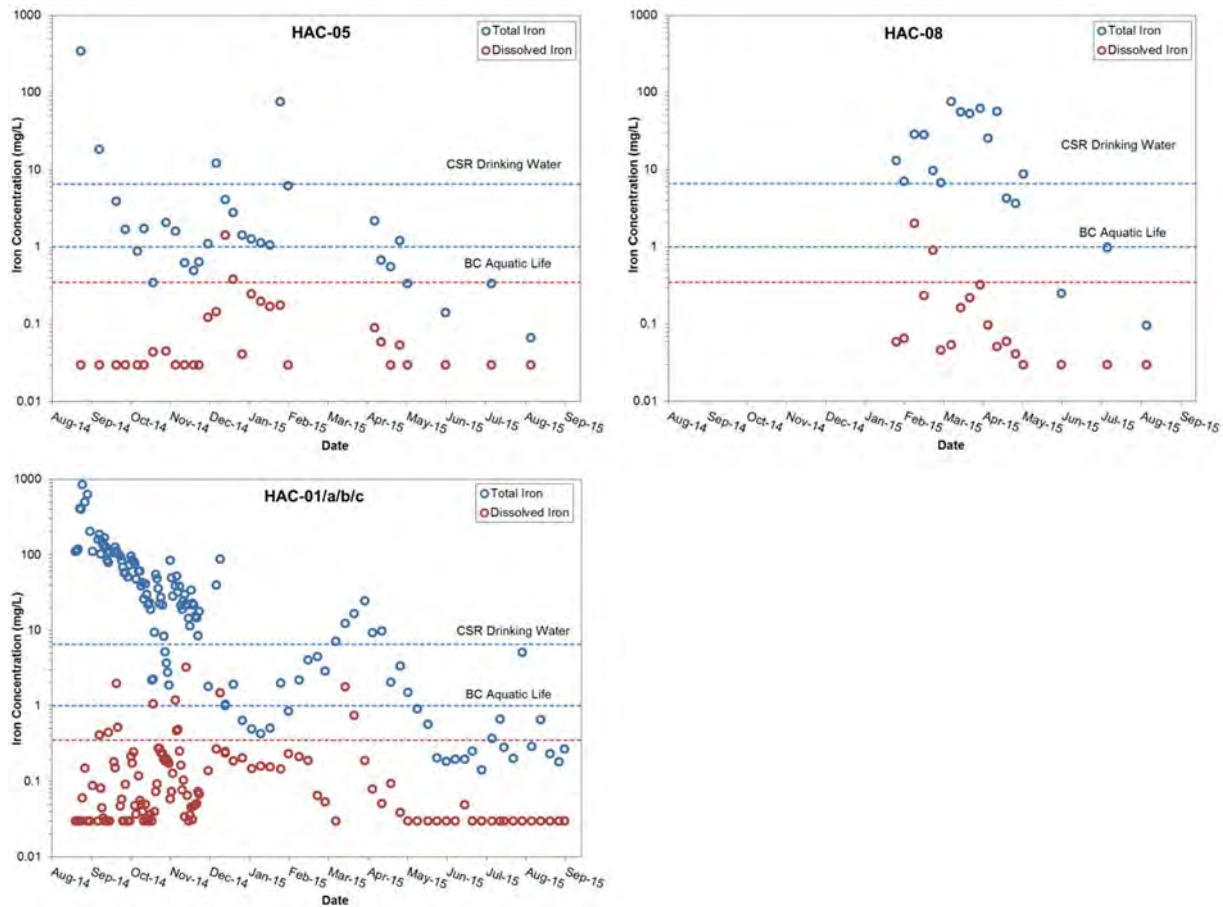 HAC-05
Total Iron
Dissolved Iron
Iron Concentration (mg/L)
1000
100
10
1
0.1
0.01
CSR Drinking Water
BC Aquatic Life
Aug-14 Sep-14 Oct-14 Nov-14 Dec-14 Jan-15 Feb-15 Mar-15 Apr-15 May-15 Jun-15 Jul-15 Aug-15 Sep-15
Date
HAC-08
Total Iron
Dissolved Iron
Iron Concentration (mg/L)
1000
100
10
1
0.1
0.01
CSR Drinking Water
BC Aquatic Life
Aug-14 Sep-14 Oct-14 Nov-14 Dec-14 Jan-15 Feb-15 Mar-15 Apr-15 May-15 Jun-15 Jul-15 Aug-15 Sep-15
Date
HAC-01/a/b/c
Total Iron
Dissolved Iron
Iron Concentration (mg/L)
1000
100
10
1
0.1
0.01
CSR Drinking Water
BC Aquatic Life
Aug-14 Sep-14 Oct-14 Nov-14 Dec-14 Jan-15 Feb-15 Mar-15 Apr-15 May-15 Jun-15 Jul-15 Aug-15 Sep-15
Date